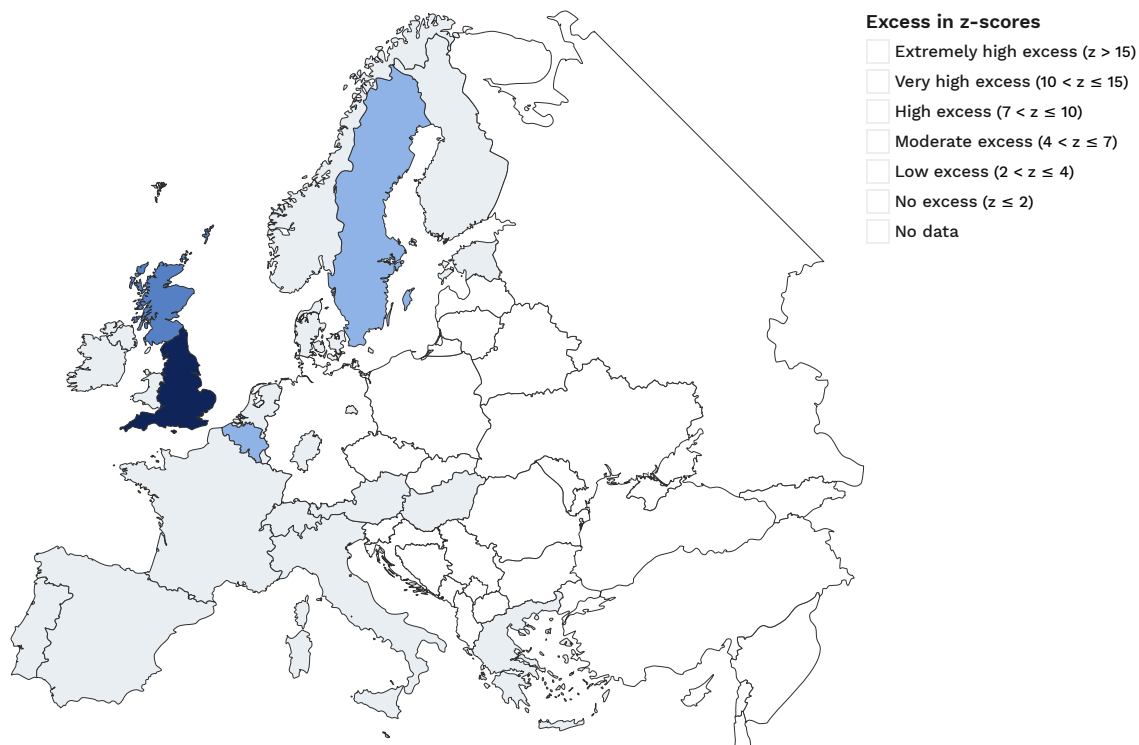 Excess in z-scores
Extremely high excess (z > 15)
Very high excess (10 < z ≤ 15)
High excess (7 < z ≤ 10)
Moderate excess (4 < z ≤ 7)
Low excess (2 < z ≤ 4)
No excess (z ≤ 2)
No data